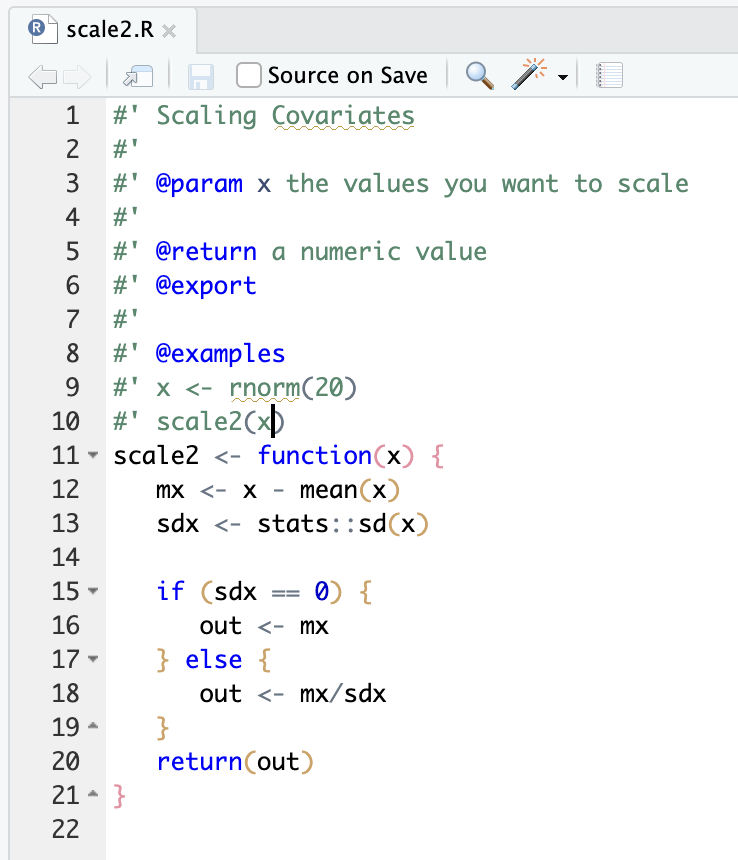 R scale2.R ×
Source on Save
1 #' Scaling Covariates
2 #'
3 #' @param x the values you want to scale
4 #'
5 #' @return a numeric value
6 #' @export
7 #'
8 #' @examples
9 #' x <- rnorm(20)
10 #' scale2(x)
11 scale2 <- function(x) {
12    mx <- x - mean(x)
13    sdx <- stats::sd(x)
14
15    if (sdx == 0) {
16       out <- mx
17    } else {
18       out <- mx/sdx
19    }
20    return(out)
21 }
22